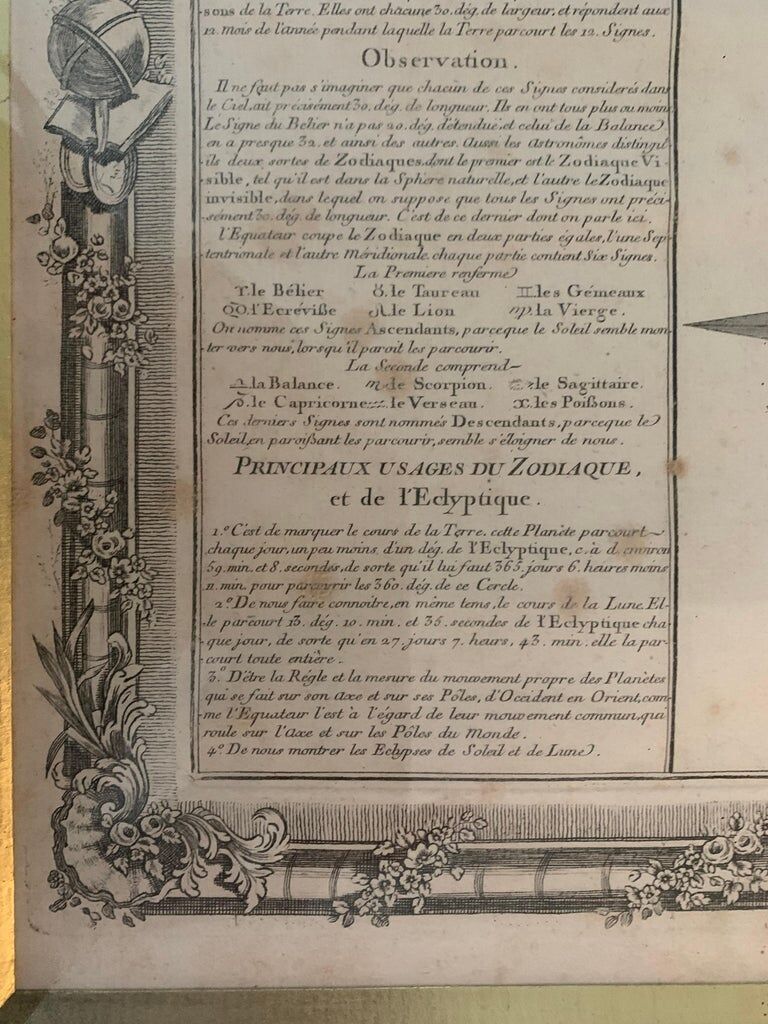 sons de la Terre. Elles ont chacune 30. dég. de largeur, et répondent aux
12. mois de l'année pendant laquelle la Terre parcourt les 12. Signes.
Observation.
Il ne faut pas s'imaginer que chacun de ces Signes considerés dans
le Ciel, ait précisément 30. deg. de longueur. Ils en ont tous plus ou moins.
Le Signe du Belier n'a pas 20. dég. d'étendue, et celui de la Balance
en a presque 32. et ainsi des autres. Aussi les Astronômes distingu
ils deux sortes de Zodiaques, dont le premier est le Zodiaque Vi-
sible, tel qu'il est dans la Sphère naturelle, et l'autre le Zodiaque
invisible, dans lequel on suppose que tous les Signes ont préci-
sément 30. dég. de longueur. C'est de ce dernier dont on parle ici.
l'Equateur coupe le Zodiaque en deux parties égales, l'une Sep-
tentrionale et l'autre Méridionale. chaque partie contient Six Signes.
La Premiere renferme
♈.le Bélier ♉.le Taureau ♊.les Gémeaux
♋.l'Ecréviße ♌.le Lion ♍.la Vierge.
On nomme ces Signes Ascendants, parceque le Soleil semble mon-
ter vers nous, lorsqu'il paroit les parcourir.
La Seconde comprend
♎.la Balance. ♏.le Scorpion. ♐.le Sagittaire.
♑.le Capricorne ♒.le Verseau. ♓.les Poißons.
Ces derniers Signes sont nommés Descendants, parceque le
Soleil, en paroißant les parcourir, semble s'éloigner de nous.
PRINCIPAUX USAGES DU ZODIAQUE,
et de l'Eclyptique.
1.º C'est de marquer le cours de la Terre. cette Planète parcourt
chaque jour, un peu moins d'un dég. de l'Eclyptique, c. à d. environ
59. min. et 8. secondes, de sorte qu'il lui faut 365. jours 6. heures moins
11. min. pour parcourir les 360. dég. de ce Cercle.
2.º De nous faire connoitre, en même tems, le cours de la Lune. El-
le parcourt 13. dég. 10. min. et 35. secondes de l'Eclyptique cha-
que jour, de sorte qu'en 27. jours 7. heures, 43. min. elle la par-
court toute entière.
3.º D'être la Régle et la mesure du mouvement propre des Planètes
qui se fait sur son axe et sur ses Pôles, d'Occident en Orient, com-
me l'Equateur l'est à l'égard de leur mouvement commun, qui
roule sur l'Axe et sur les Pôles du Monde.
4.º De nous montrer les Eclypses de Soleil et de Lune.